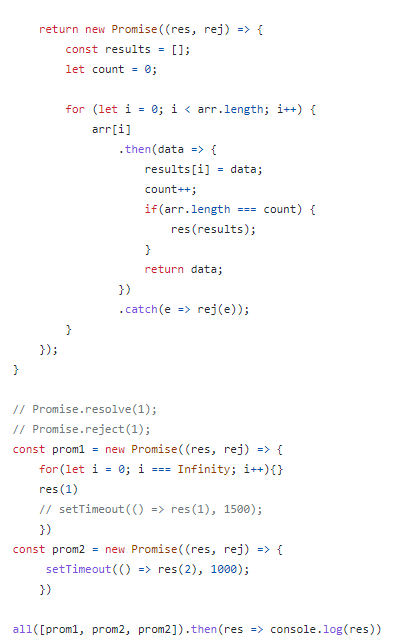 return new Promise((res, rej) => {
const results = [];
let count = 0;
for (let i = 0; i < arr.length; i++) {
arr[i]
.then(data => {
results[i] = data;
count++;
if(arr.length === count) {
res(results);
}
return data;
})
.catch(e => rej(e));
}
});
}
// Promise.resolve(1);
// Promise.reject(1);
const prom1 = new Promise((res, rej) => {
for(let i = 0; i === Infinity; i++){}
res(1)
// setTimeout(() => res(1), 1500);
})
const prom2 = new Promise((res, rej) => {
setTimeout(() => res(2), 1000);
})
all([prom1, prom2, prom2]).then(res => console.log(res))